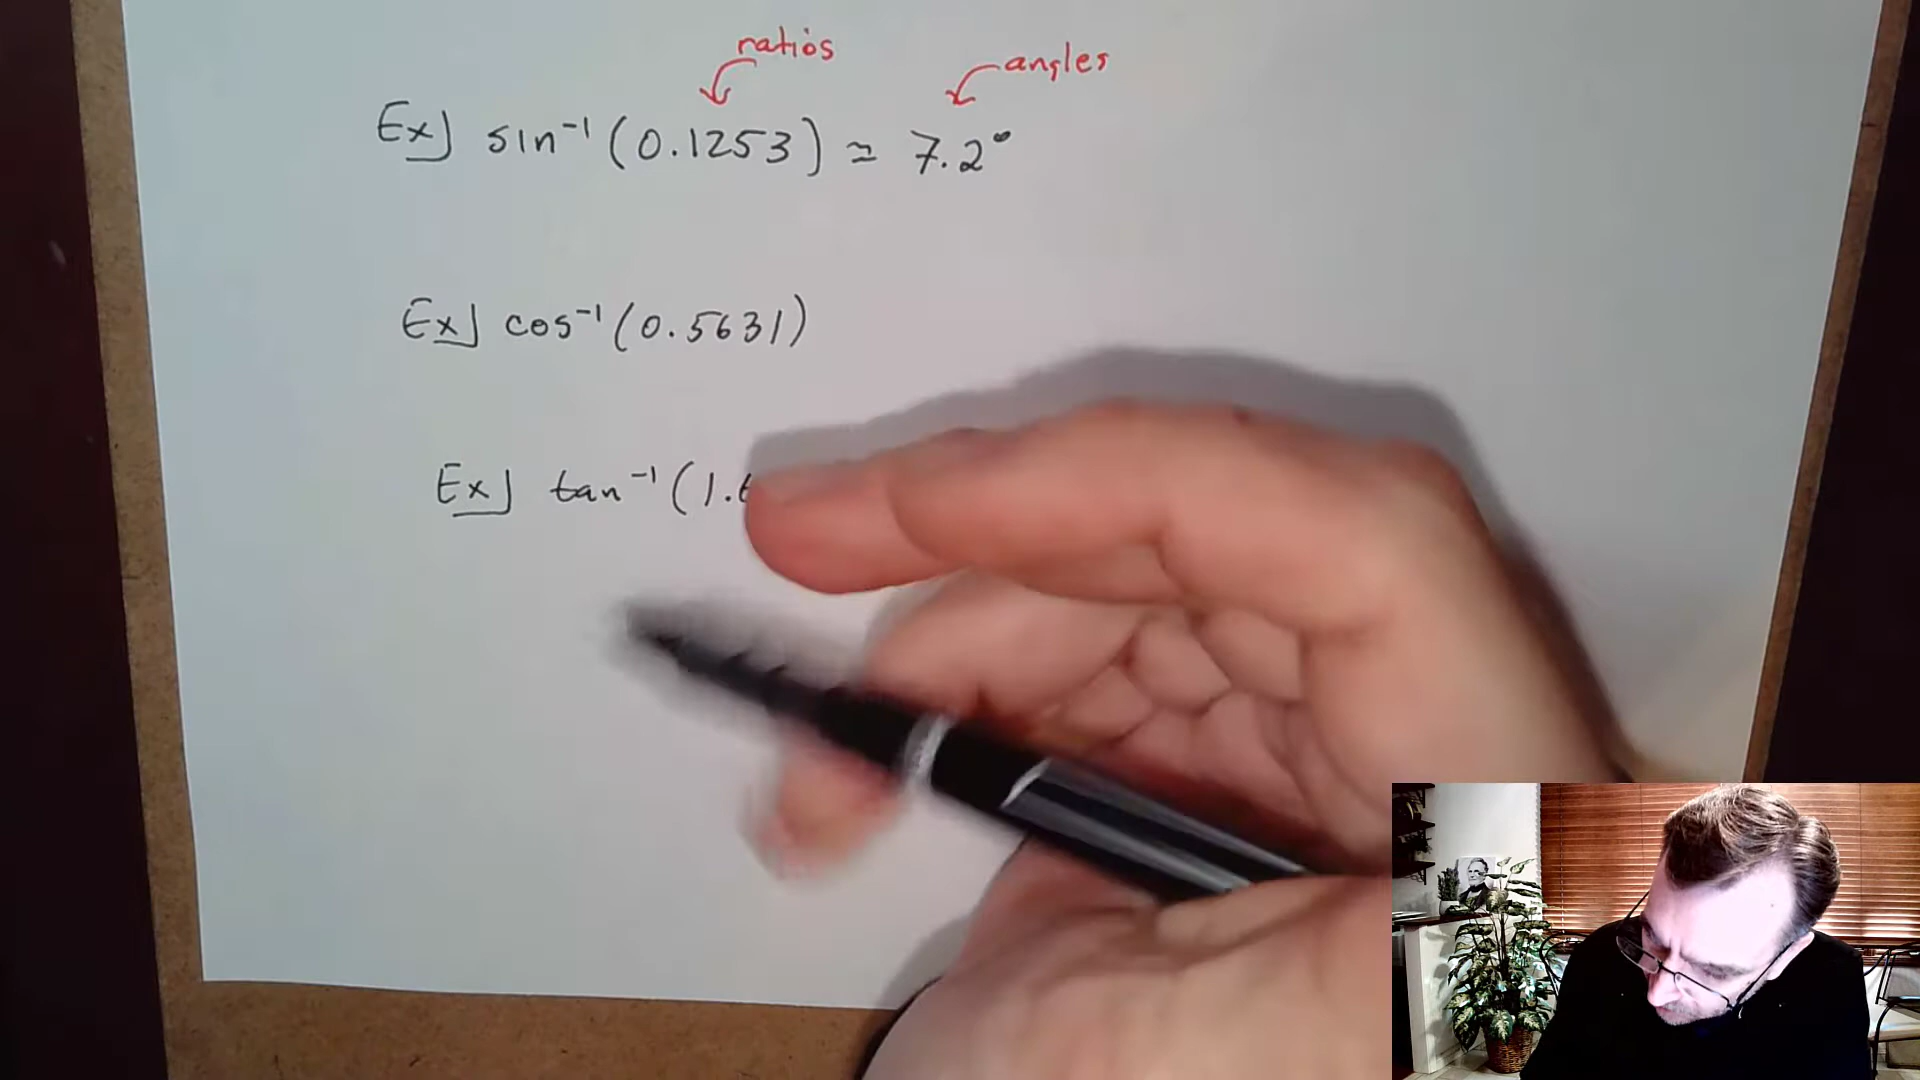 ratios
angles
Ex] sin⁻¹(0.1253) ≃ 7.2°
Ex] cos⁻¹(0.5631)
Ex] tan⁻¹(1.